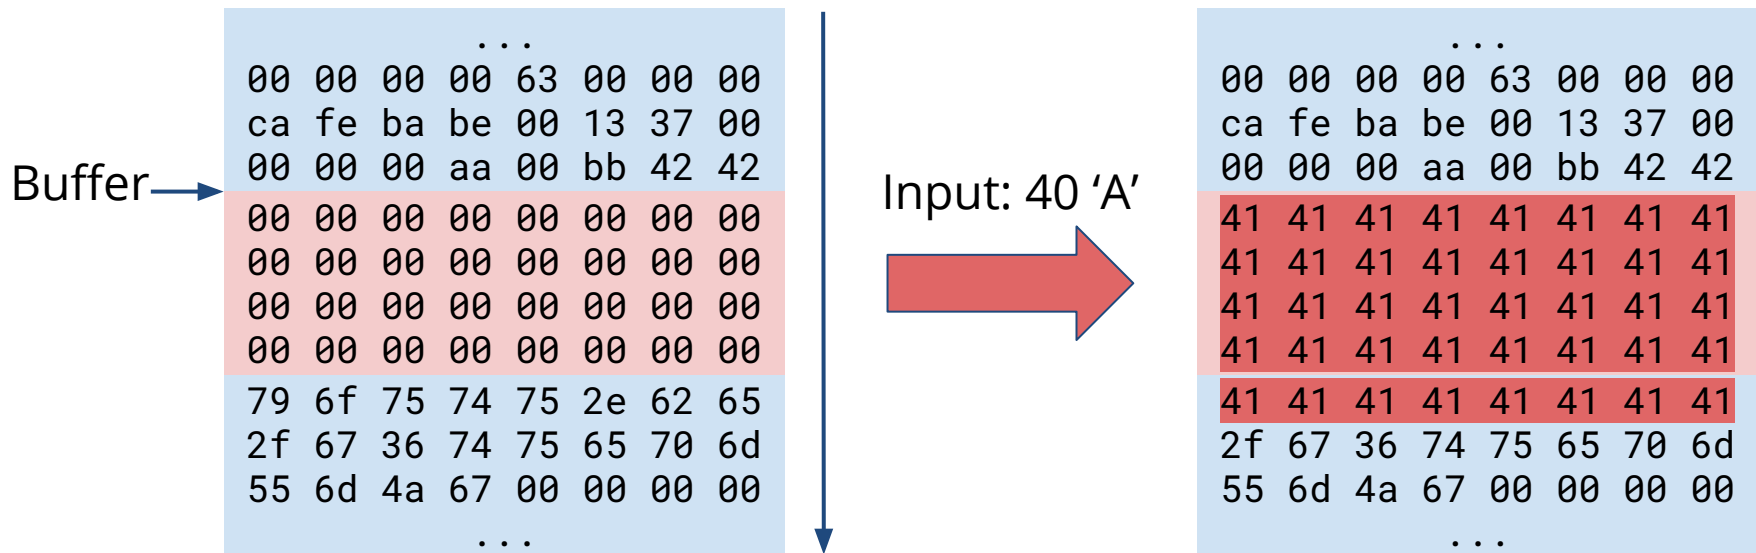 ...
00 00 00 00 63 00 00 00
ca fe ba be 00 13 37 00
00 00 00 aa 00 bb 42 42
Buffer
00 00 00 00 00 00 00 00
00 00 00 00 00 00 00 00
00 00 00 00 00 00 00 00
00 00 00 00 00 00 00 00
79 6f 75 74 75 2e 62 65
2f 67 36 74 75 65 70 6d
55 6d 4a 67 00 00 00 00
...
Input: 40 ‘A’
...
00 00 00 00 63 00 00 00
ca fe ba be 00 13 37 00
00 00 00 aa 00 bb 42 42
41 41 41 41 41 41 41 41
41 41 41 41 41 41 41 41
41 41 41 41 41 41 41 41
41 41 41 41 41 41 41 41
41 41 41 41 41 41 41 41
2f 67 36 74 75 65 70 6d
55 6d 4a 67 00 00 00 00
...